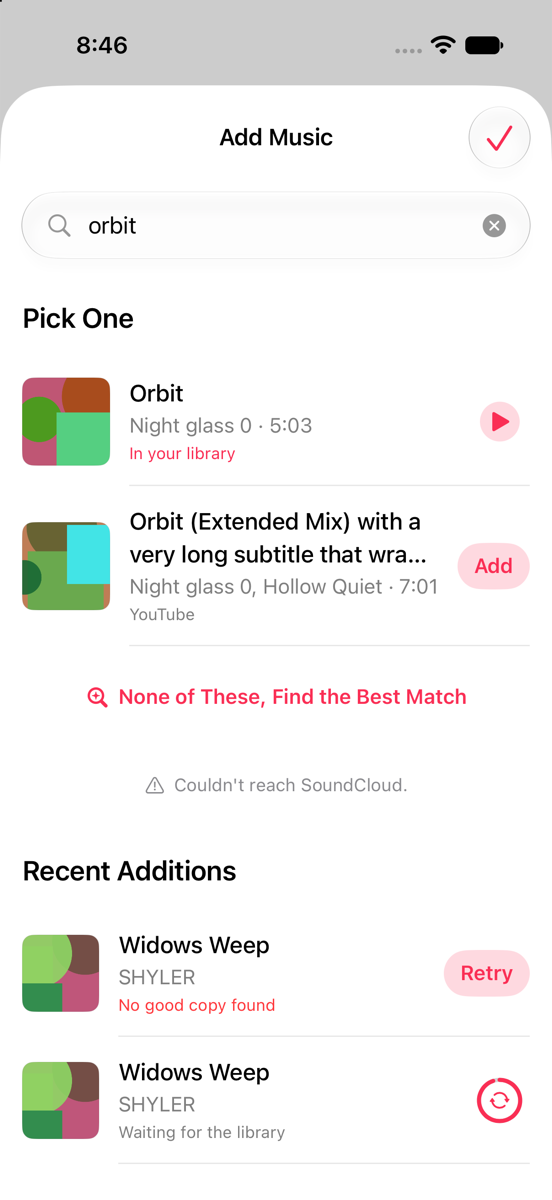 8:46
Add Music
orbit
Pick One
Orbit
Night glass 0 · 5:03
In your library
Orbit (Extended Mix) with a
very long subtitle that wra...
Night glass 0, Hollow Quiet · 7:01
YouTube
Add
None of These, Find the Best Match
Couldn't reach SoundCloud.
Recent Additions
Widows Weep
SHYLER
No good copy found
Retry
Widows Weep
SHYLER
Waiting for the library